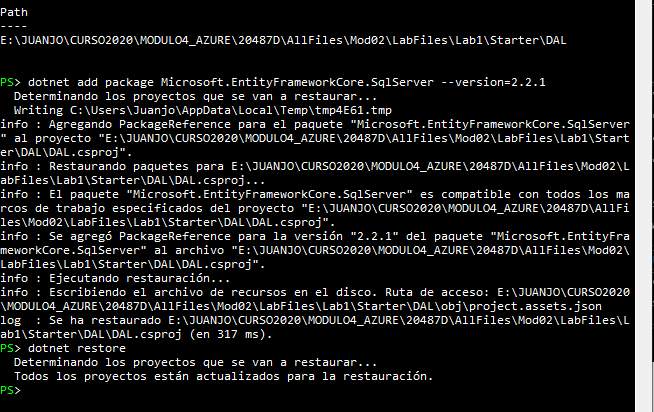 Path
----
E:\JUANJO\CURSO2020\MODULO4_AZURE\20487D\AllFiles\Mod02\LabFiles\Lab1\Starter\DAL
PS> dotnet add package Microsoft.EntityFrameworkCore.SqlServer --version=2.2.1
  Determinando los proyectos que se van a restaurar...
  Writing C:\Users\Juanjo\AppData\Local\Temp\tmp4E61.tmp
info : Agregando PackageReference para el paquete "Microsoft.EntityFrameworkCore.SqlServer
" al proyecto "E:\JUANJO\CURSO2020\MODULO4_AZURE\20487D\AllFiles\Mod02\LabFiles\Lab1\Start
er\DAL\DAL.csproj".
info : Restaurando paquetes para E:\JUANJO\CURSO2020\MODULO4_AZURE\20487D\AllFiles\Mod02\L
abFiles\Lab1\Starter\DAL\DAL.csproj...
info : El paquete "Microsoft.EntityFrameworkCore.SqlServer" es compatible con todos los ma
rcos de trabajo especificados del proyecto "E:\JUANJO\CURSO2020\MODULO4_AZURE\20487D\AllFi
les\Mod02\LabFiles\Lab1\Starter\DAL\DAL.csproj".
info : Se agregó PackageReference para la versión "2.2.1" del paquete "Microsoft.EntityFra
meworkCore.SqlServer" al archivo "E:\JUANJO\CURSO2020\MODULO4_AZURE\20487D\AllFiles\Mod02\
LabFiles\Lab1\Starter\DAL\DAL.csproj".
info : Ejecutando restauración...
info : Escribiendo el archivo de recursos en el disco. Ruta de acceso: E:\JUANJO\CURSO2020
\MODULO4_AZURE\20487D\AllFiles\Mod02\LabFiles\Lab1\Starter\DAL\obj\project.assets.json
log  : Se ha restaurado E:\JUANJO\CURSO2020\MODULO4_AZURE\20487D\AllFiles\Mod02\LabFiles\L
ab1\Starter\DAL\DAL.csproj (en 317 ms).
PS> dotnet restore
  Determinando los proyectos que se van a restaurar...
  Todos los proyectos están actualizados para la restauración.
PS>